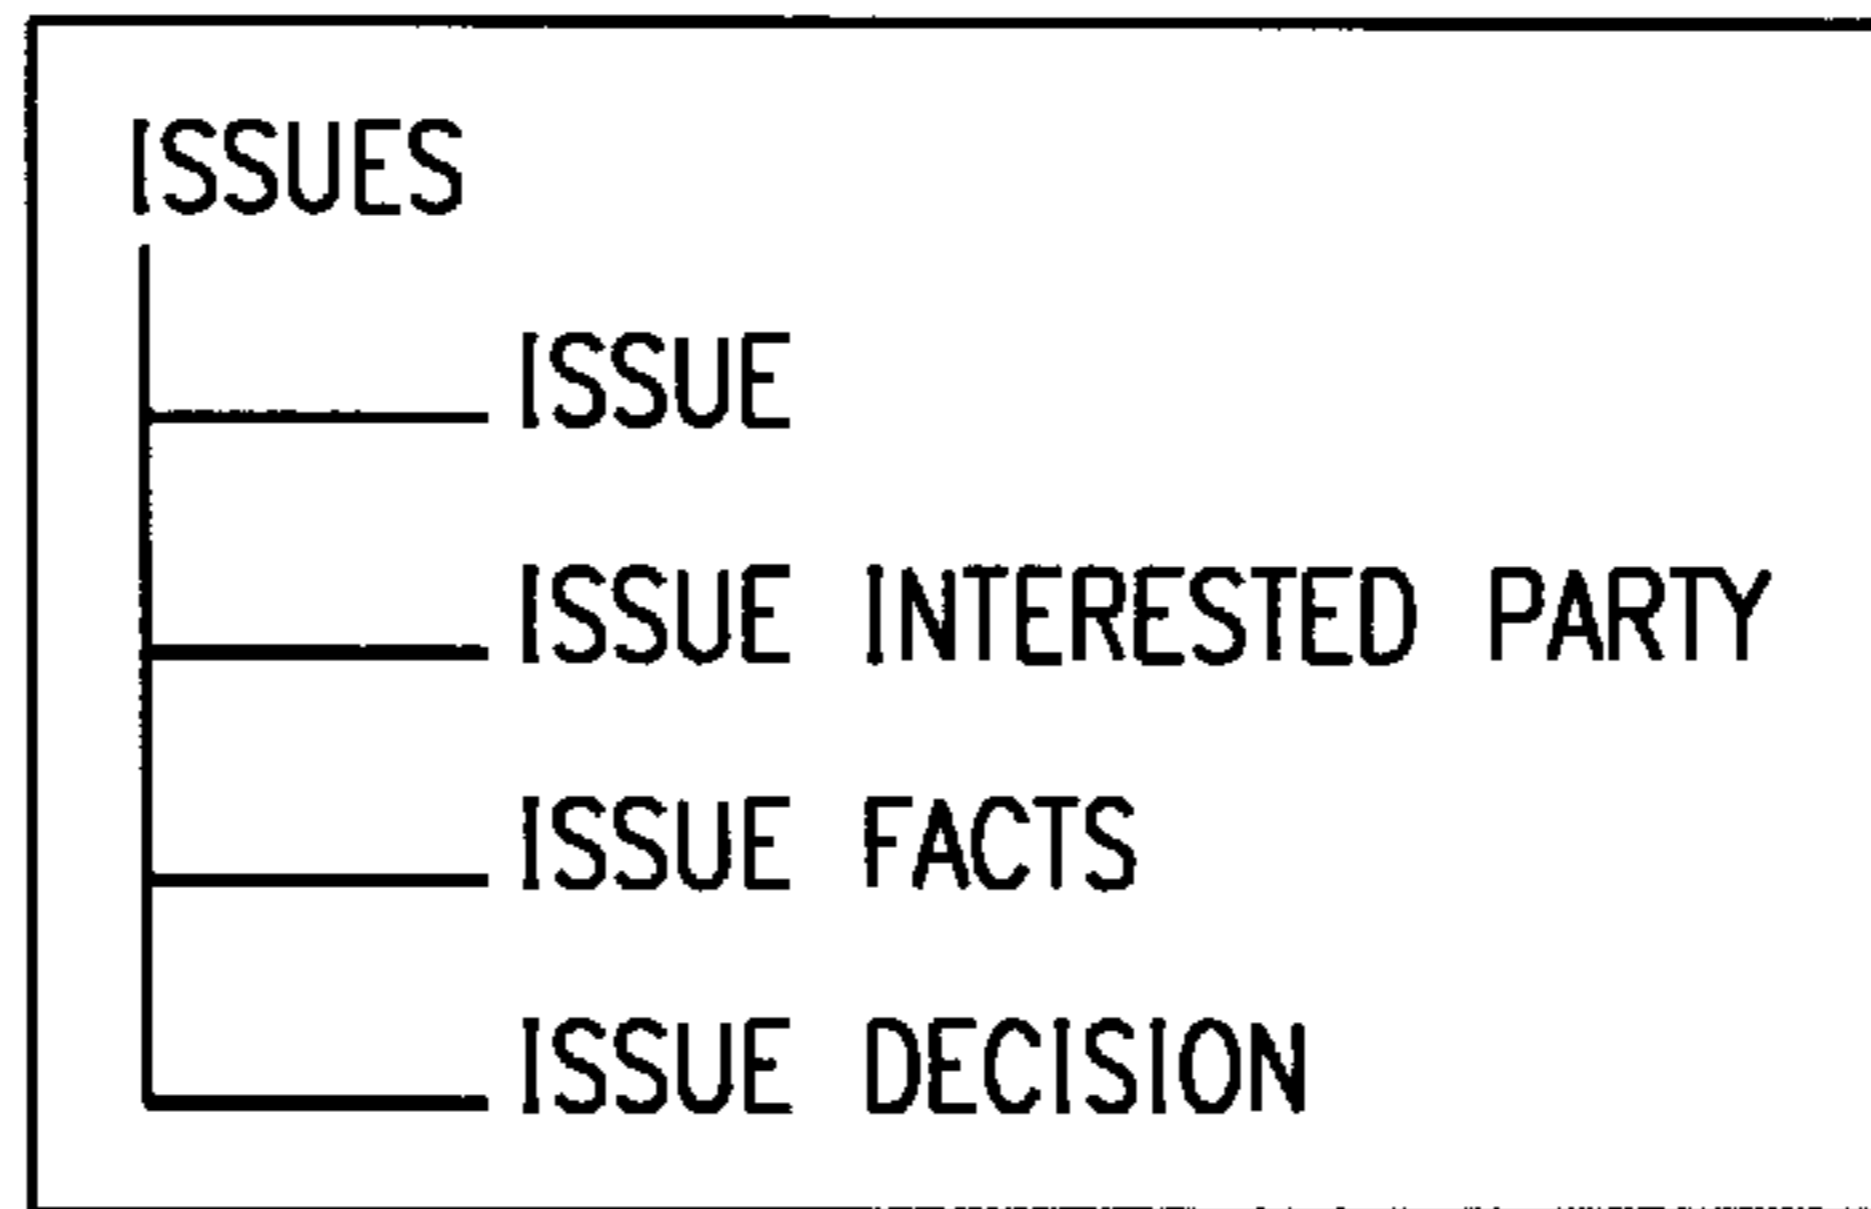 ISSUES
ISSUE
ISSUE INTERESTED PARTY
ISSUE FACTS
ISSUE DECISION